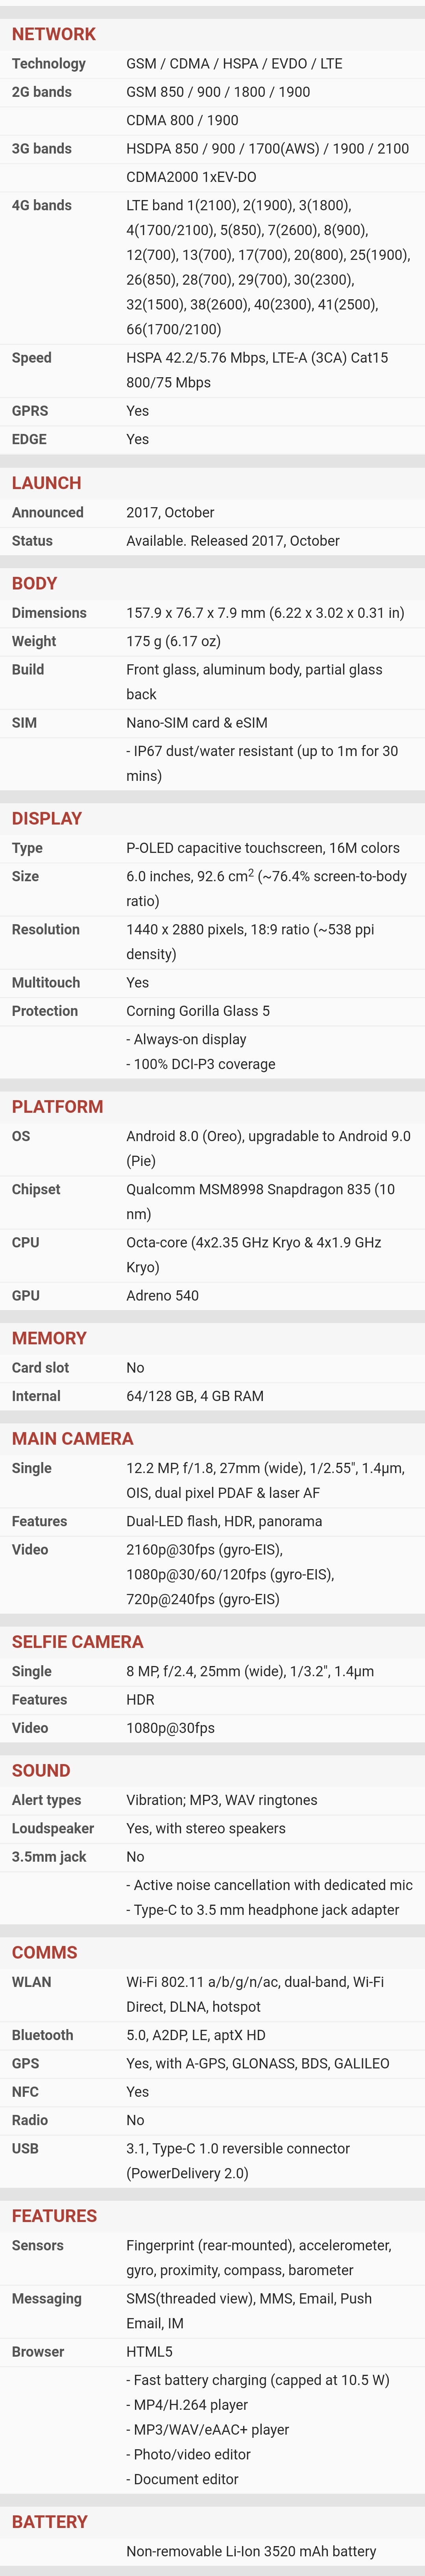 NETWORK
Technology GSM / CDMA / HSPA / EVDO / LTE
2G bands GSM 850 / 900 / 1800 / 1900
CDMA 800 / 1900
3G bands HSDPA 850 / 900 / 1700(AWS) / 1900 / 2100
CDMA2000 1xEV-DO
4G bands LTE band 1(2100), 2(1900), 3(1800),
4(1700/2100), 5(850), 7(2600), 8(900),
12(700), 13(700), 17(700), 20(800), 25(1900),
26(850), 28(700), 29(700), 30(2300),
32(1500), 38(2600), 40(2300), 41(2500),
66(1700/2100)
Speed HSPA 42.2/5.76 Mbps, LTE-A (3CA) Cat15
800/75 Mbps
GPRS Yes
EDGE Yes
LAUNCH
Announced 2017, October
Status Available. Released 2017, October
BODY
Dimensions 157.9 x 76.7 x 7.9 mm (6.22 x 3.02 x 0.31 in)
Weight 175 g (6.17 oz)
Build Front glass, aluminum body, partial glass
back
SIM Nano-SIM card & eSIM
- IP67 dust/water resistant (up to 1m for 30
mins)
DISPLAY
Type P-OLED capacitive touchscreen, 16M colors
Size 6.0 inches, 92.6 cm² (~76.4% screen-to-body
ratio)
Resolution 1440 x 2880 pixels, 18:9 ratio (~538 ppi
density)
Multitouch Yes
Protection Corning Gorilla Glass 5
- Always-on display
- 100% DCI-P3 coverage
PLATFORM
OS Android 8.0 (Oreo), upgradable to Android 9.0
(Pie)
Chipset Qualcomm MSM8998 Snapdragon 835 (10
nm)
CPU Octa-core (4x2.35 GHz Kryo & 4x1.9 GHz
Kryo)
GPU Adreno 540
MEMORY
Card slot No
Internal 64/128 GB, 4 GB RAM
MAIN CAMERA
Single 12.2 MP, f/1.8, 27mm (wide), 1/2.55", 1.4µm,
OIS, dual pixel PDAF & laser AF
Features Dual-LED flash, HDR, panorama
Video 2160p@30fps (gyro-EIS),
1080p@30/60/120fps (gyro-EIS),
720p@240fps (gyro-EIS)
SELFIE CAMERA
Single 8 MP, f/2.4, 25mm (wide), 1/3.2", 1.4µm
Features HDR
Video 1080p@30fps
SOUND
Alert types Vibration; MP3, WAV ringtones
Loudspeaker Yes, with stereo speakers
3.5mm jack No
- Active noise cancellation with dedicated mic
- Type-C to 3.5 mm headphone jack adapter
COMMS
WLAN Wi-Fi 802.11 a/b/g/n/ac, dual-band, Wi-Fi
Direct, DLNA, hotspot
Bluetooth 5.0, A2DP, LE, aptX HD
GPS Yes, with A-GPS, GLONASS, BDS, GALILEO
NFC Yes
Radio No
USB 3.1, Type-C 1.0 reversible connector
(PowerDelivery 2.0)
FEATURES
Sensors Fingerprint (rear-mounted), accelerometer,
gyro, proximity, compass, barometer
Messaging SMS(threaded view), MMS, Email, Push
Email, IM
Browser HTML5
- Fast battery charging (capped at 10.5 W)
- MP4/H.264 player
- MP3/WAV/eAAC+ player
- Photo/video editor
- Document editor
BATTERY
Non-removable Li-Ion 3520 mAh battery